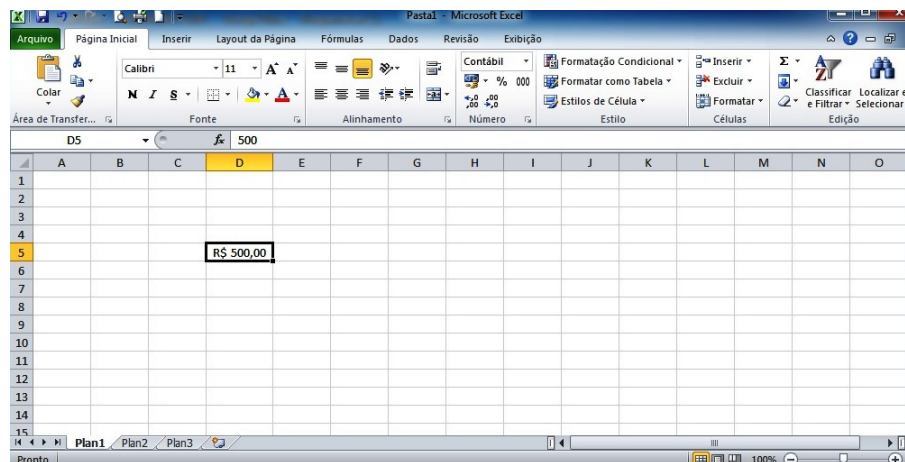 Pasta1 - Microsoft Excel
Arquivo Página Inicial Inserir Layout da Página Fórmulas Dados Revisão Exibição
Colar
Calibri 11 A A
N I S A
Contábil
% 000
,00 ,00
Formatação Condicional
Formatar como Tabela
Estilos de Célula
Inserir
Excluir
Formatar
Σ
Classificar e Filtrar
Localizar e Selecionar
Área de Transfer... Fonte Alinhamento Número Estilo Células Edição
D5 fx 500
A B C D E F G H I J K L M N O
1
2
3
4
5 R$ 500,00
6
7
8
9
10
11
12
13
14
15
Plan1 Plan2 Plan3
Pronto 100%